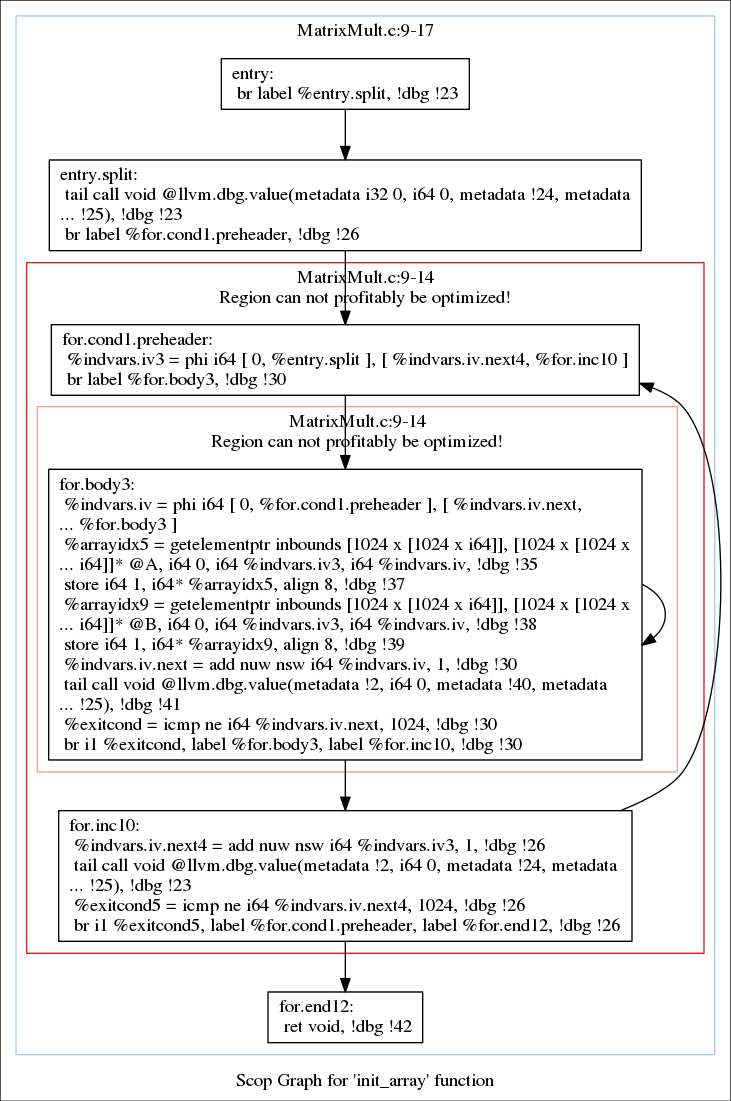 MatrixMult.c:9-17
entry:
br label %entry.split, !dbg !23
entry.split:
tail call void @llvm.dbg.value(metadata i32 0, i64 0, metadata !24, metadata
... !25), !dbg !23
br label %for.cond1.preheader, !dbg !26
MatrixMult.c:9-14
Region can not profitably be optimized!
for.cond1.preheader:
%indvars.iv3 = phi i64 [ 0, %entry.split ], [ %indvars.iv.next4, %for.inc10 ]
br label %for.body3, !dbg !30
MatrixMult.c:9-14
Region can not profitably be optimized!
for.body3:
%indvars.iv = phi i64 [ 0, %for.cond1.preheader ], [ %indvars.iv.next,
... %for.body3 ]
%arrayidx5 = getelementptr inbounds [1024 x [1024 x i64]], [1024 x [1024 x
... i64]]* @A, i64 0, i64 %indvars.iv3, i64 %indvars.iv, !dbg !35
store i64 1, i64* %arrayidx5, align 8, !dbg !37
%arrayidx9 = getelementptr inbounds [1024 x [1024 x i64]], [1024 x [1024 x
... i64]]* @B, i64 0, i64 %indvars.iv3, i64 %indvars.iv, !dbg !38
store i64 1, i64* %arrayidx9, align 8, !dbg !39
%indvars.iv.next = add nuw nsw i64 %indvars.iv, 1, !dbg !30
tail call void @llvm.dbg.value(metadata !2, i64 0, metadata !40, metadata
... !25), !dbg !41
%exitcond = icmp ne i64 %indvars.iv.next, 1024, !dbg !30
br i1 %exitcond, label %for.body3, label %for.inc10, !dbg !30
for.inc10:
%indvars.iv.next4 = add nuw nsw i64 %indvars.iv3, 1, !dbg !26
tail call void @llvm.dbg.value(metadata !2, i64 0, metadata !24, metadata
... !25), !dbg !23
%exitcond5 = icmp ne i64 %indvars.iv.next4, 1024, !dbg !26
br i1 %exitcond5, label %for.cond1.preheader, label %for.end12, !dbg !26
for.end12:
ret void, !dbg !42
Scop Graph for 'init_array' function